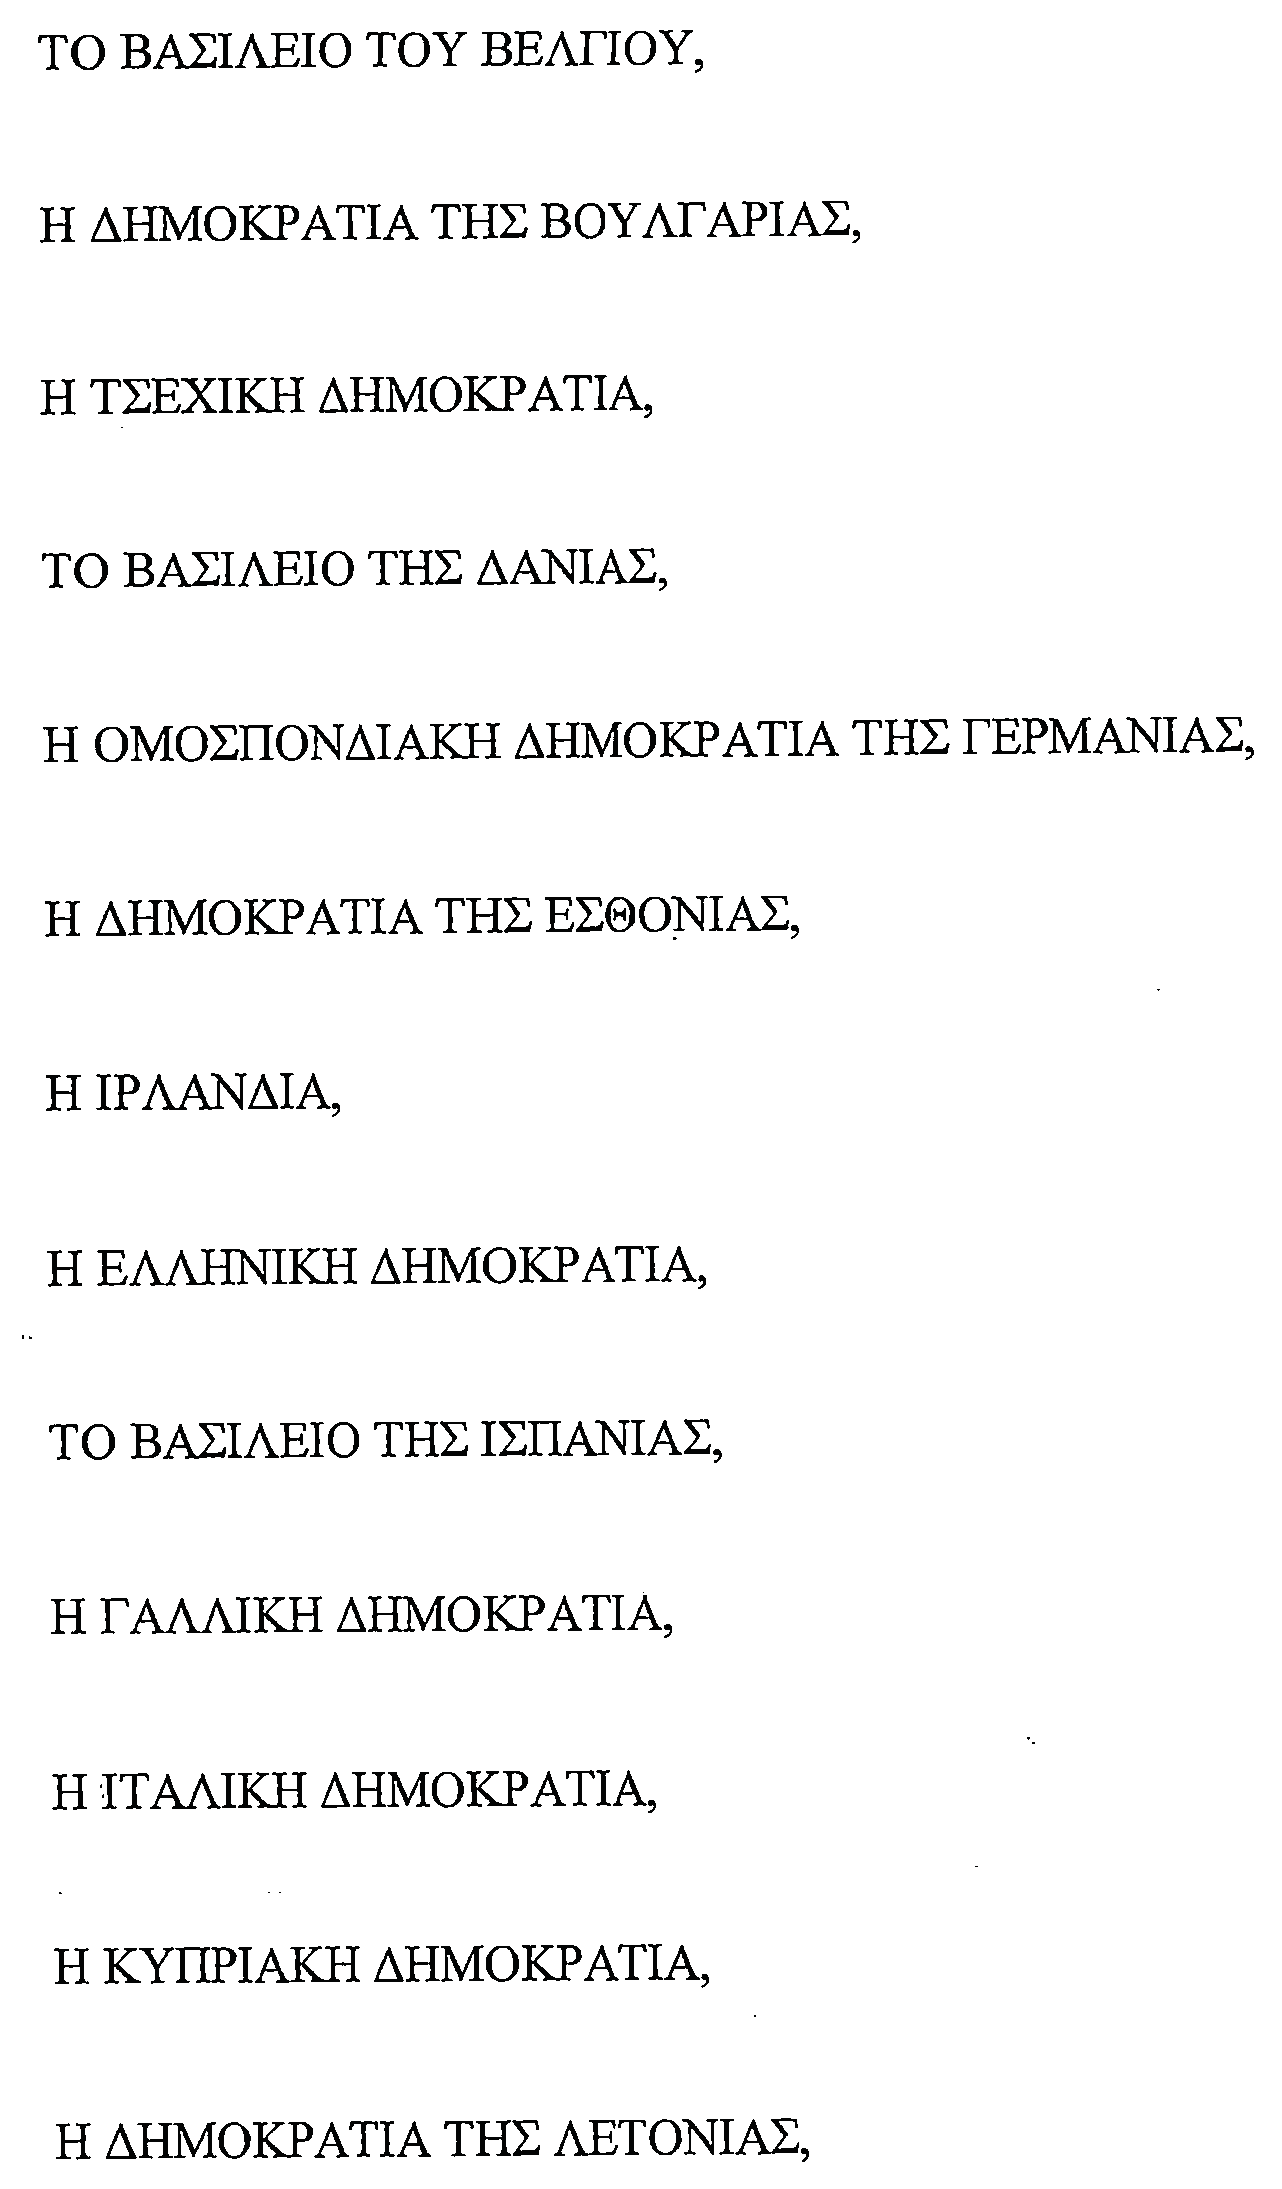 ΤΟ ΒΑΣΙΛΕΙΟ ΤΟΥ ΒΕΛΓΙΟΥ,
Η ΔΗΜΟΚΡΑΤΙΑ ΤΗΣ ΒΟΥΛΓΑΡΙΑΣ,
Η ΤΣΕΧΙΚΗ ΔΗΜΟΚΡΑΤΙΑ,
ΤΟ ΒΑΣΙΛΕΙΟ ΤΗΣ ΔΑΝΙΑΣ,
Η ΟΜΟΣΠΟΝΔΙΑΚΗ ΔΗΜΟΚΡΑΤΙΑ ΤΗΣ ΓΕΡΜΑΝΙΑΣ,
Η ΔΗΜΟΚΡΑΤΙΑ ΤΗΣ ΕΣΘΟΝΙΑΣ,
Η ΙΡΛΑΝΔΙΑ,
Η ΕΛΛΗΝΙΚΗ ΔΗΜΟΚΡΑΤΙΑ,
ΤΟ ΒΑΣΙΛΕΙΟ ΤΗΣ ΙΣΠΑΝΙΑΣ,
Η ΓΑΛΛΙΚΗ ΔΗΜΟΚΡΑΤΙΑ,
Η ΙΤΑΛΙΚΗ ΔΗΜΟΚΡΑΤΙΑ,
Η ΚΥΠΡΙΑΚΗ ΔΗΜΟΚΡΑΤΙΑ,
Η ΔΗΜΟΚΡΑΤΙΑ ΤΗΣ ΛΕΤΟΝΙΑΣ,